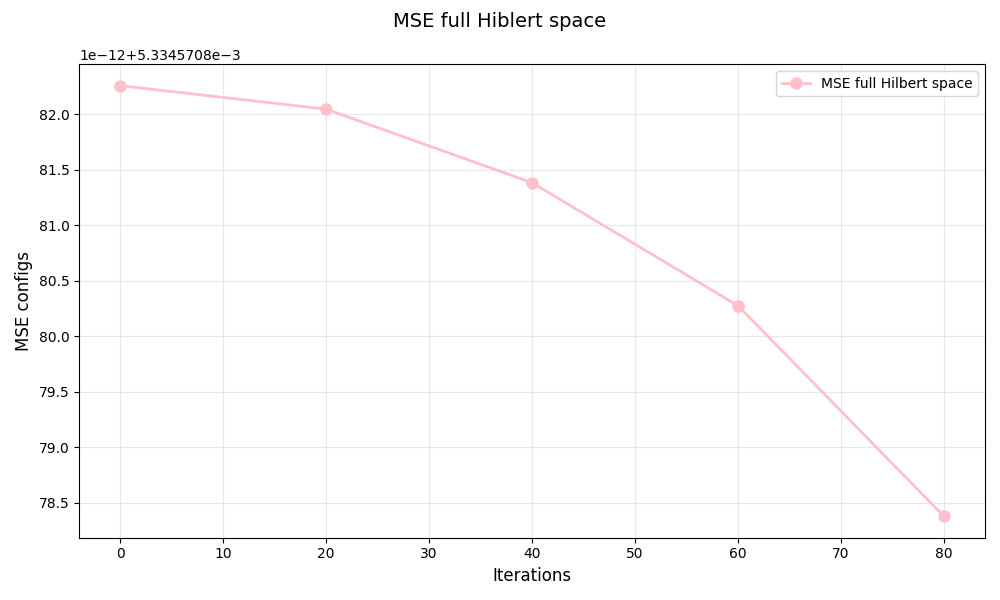 MSE full Hiblert space
1e−12+5.3345708e−3
MSE full Hilbert space
82.0
81.5
81.0
80.5
80.0
79.5
79.0
78.5
MSE configs
0 10 20 30 40 50 60 70 80
Iterations